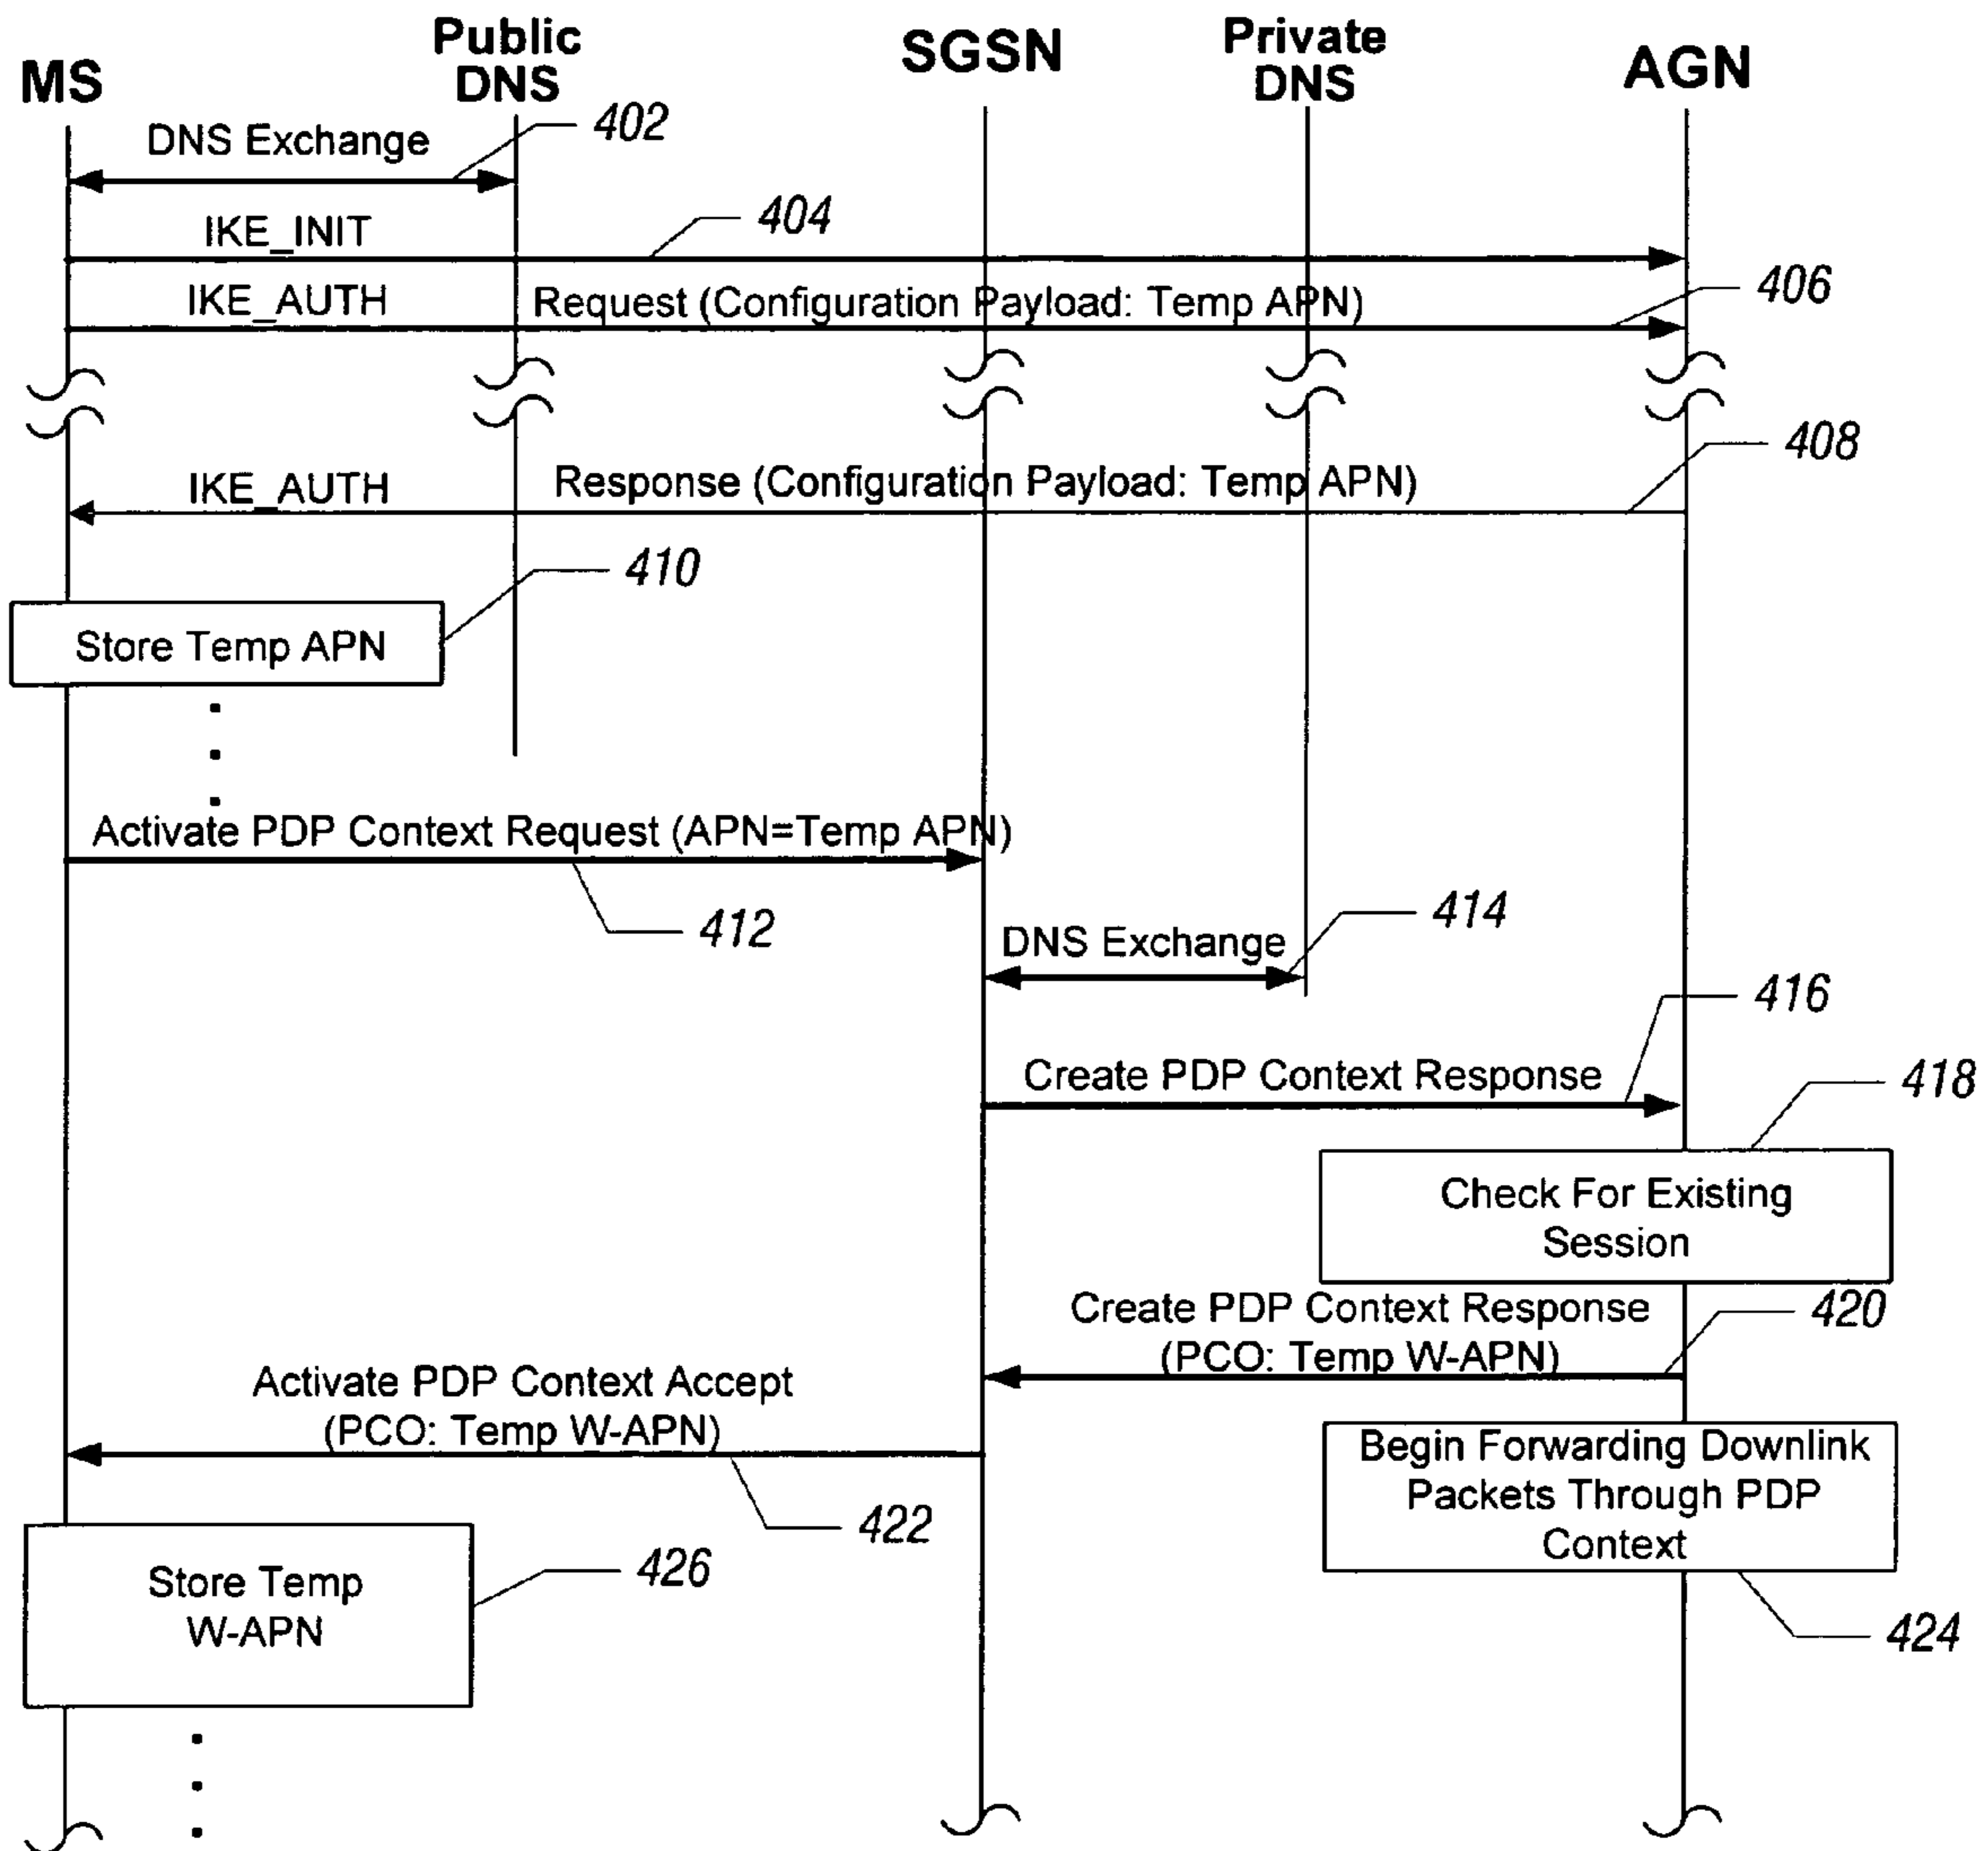 MS
Public
DNS
SGSN
Private
DNS
AGN
DNS Exchange
402
IKE_INIT
404
IKE_AUTH Request (Configuration Payload: Temp APN)
406
IKE_AUTH Response (Configuration Payload: Temp APN)
408
410
Store Temp APN
Activate PDP Context Request (APN=Temp APN)
412
414
DNS Exchange
416
Create PDP Context Response
418
Check For Existing
Session
Create PDP Context Response
(PCO: Temp W-APN)
420
Activate PDP Context Accept
(PCO: Temp W-APN)
422
Begin Forwarding Downlink
Packets Through PDP
Context
424
Store Temp
W-APN
426